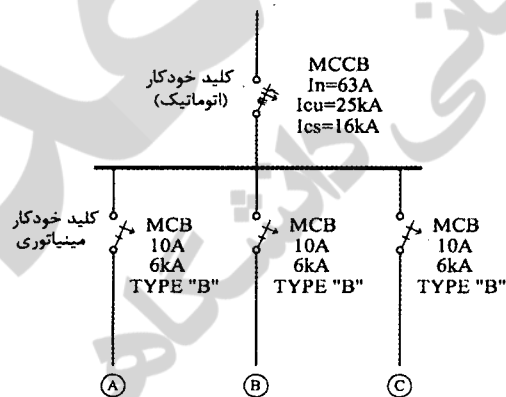 کلید خودکار
(اتوماتیک)
MCCB
In=63A
Icu=25kA
Ics=16kA
کلید خودکار
مینیاتوری
MCB
10A
6kA
TYPE "B"
MCB
10A
6kA
TYPE "B"
MCB
10A
6kA
TYPE "B"
A
B
C